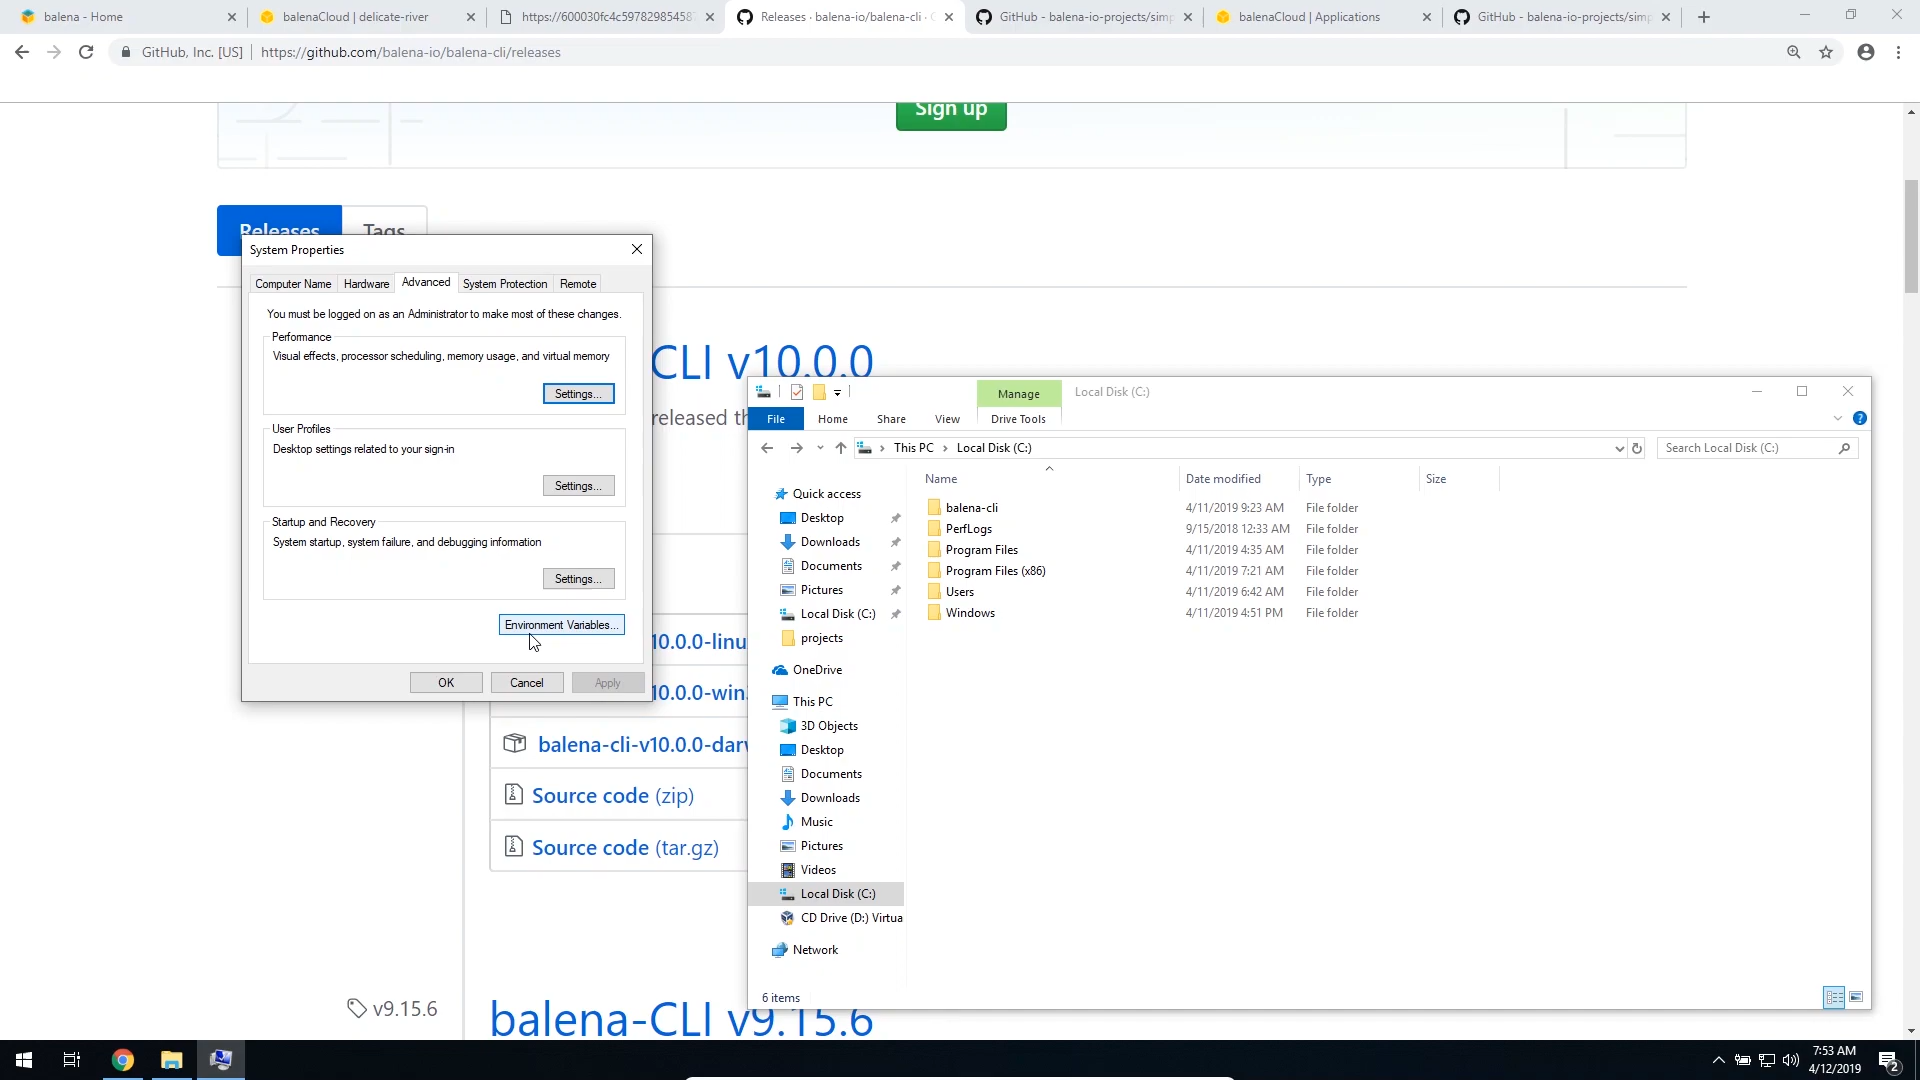 balena - Home
balenaCloud | delicate-river
https://600030fc4c59782985458
Releases · balena-io/balena-cli ·
GitHub - balena-io-projects/simp
balenaCloud | Applications
GitHub - balena-io-projects/simp
GitHub, Inc. [US]
https://github.com/balena-io/balena-cli/releases
Sign up
Releases
Tags
System Properties
Computer Name
Hardware
Advanced
System Protection
Remote
You must be logged on as an Administrator to make most of these changes.
Performance
Visual effects, processor scheduling, memory usage, and virtual memory
Settings...
User Profiles
Desktop settings related to your sign-in
Settings...
Startup and Recovery
System startup, system failure, and debugging information
Settings...
Environment Variables...
OK
Cancel
Apply
CLI v10.0.0
released th
10.0.0-linu
10.0.0-win
balena-cli-v10.0.0-darw
Source code (zip)
Source code (tar.gz)
v9.15.6
balena-CLI v9.15.6
Manage
Local Disk (C:)
File
Home
Share
View
Drive Tools
This PC
Local Disk (C:)
Search Local Disk (C:)
Name
Date modified
Type
Size
balena-cli 4/11/2019 9:23 AM File folder
PerfLogs 9/15/2018 12:33 AM File folder
Program Files 4/11/2019 4:35 AM File folder
Program Files (x86) 4/11/2019 7:21 AM File folder
Users 4/11/2019 6:42 AM File folder
Windows 4/11/2019 4:51 PM File folder
Quick access
Desktop
Downloads
Documents
Pictures
Local Disk (C:)
projects
OneDrive
This PC
3D Objects
Desktop
Documents
Downloads
Music
Pictures
Videos
Local Disk (C:)
CD Drive (D:) Virtua
Network
6 items
7:53 AM
4/12/2019
2